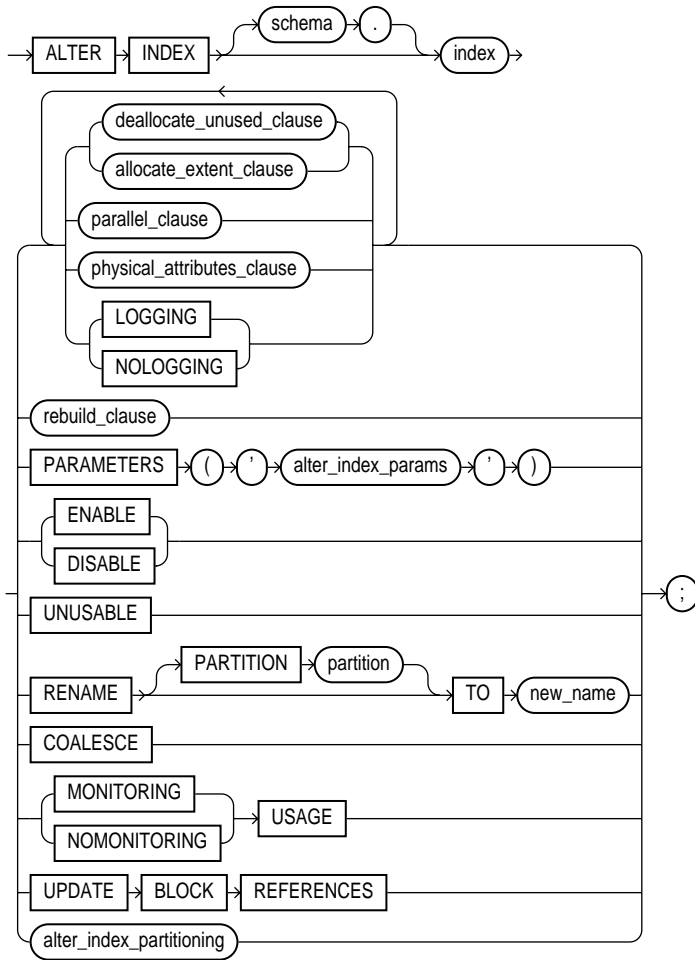 schema .
ALTER INDEX index
deallocate_unused_clause
allocate_extent_clause
parallel_clause
physical_attributes_clause
LOGGING
NOLOGGING
rebuild_clause
PARAMETERS ( ’ alter_index_params ’ )
ENABLE
DISABLE
;
UNUSABLE
PARTITION partition
RENAME TO new_name
COALESCE
MONITORING
USAGE
NOMONITORING
UPDATE BLOCK REFERENCES
alter_index_partitioning